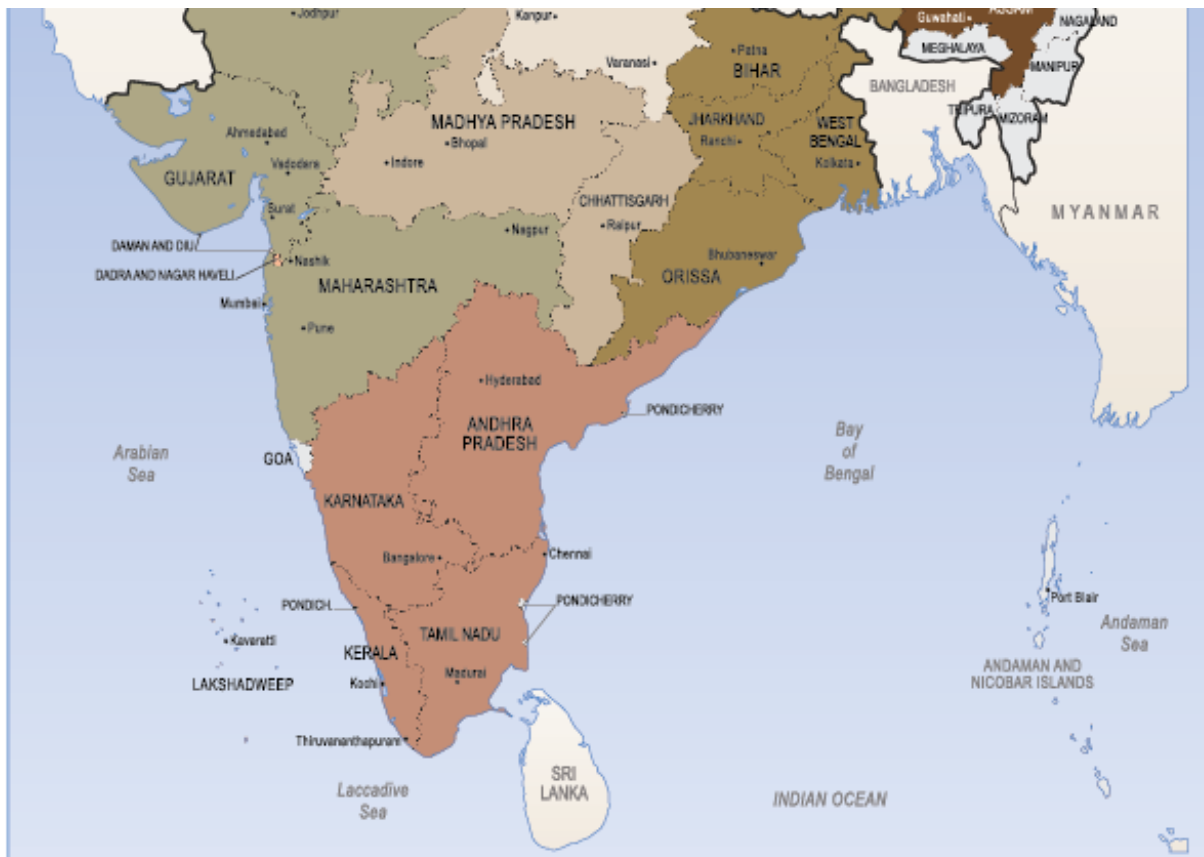 Jodhpur
Kanpur
Guwahati
ASSAM
NAGALAND
MEGHALAYA
MANIPUR
Patna
BIHAR
Varanasi
BANGLADESH
TRIPURA
MIZORAM
Ahmedabad
MADHYA PRADESH
Bhopal
Indore
JHARKHAND
Ranchi
WEST
BENGAL
Kolkata
Vadodara
GUJARAT
Surat
CHHATTISGARH
Raipur
MYANMAR
DAMAN AND DIU
Nagpur
Nashik
DADRA AND NAGAR HAVELI
Bhubaneswar
ORISSA
MAHARASHTRA
Mumbai
Pune
Hyderabad
PONDICHERRY
ANDHRA
PRADESH
Arabian
Sea
GOA
Bay
of
Bengal
KARNATAKA
Bangalore
Chennai
PONDICH.
PONDICHERRY
Port Blair
Kavaratti
TAMIL NADU
KERALA
Andaman
Sea
LAKSHADWEEP
Kochi
Madurai
ANDAMAN AND
NICOBAR ISLANDS
Thiruvananthapuram
SRI
LANKA
Laccadive
Sea
INDIAN OCEAN